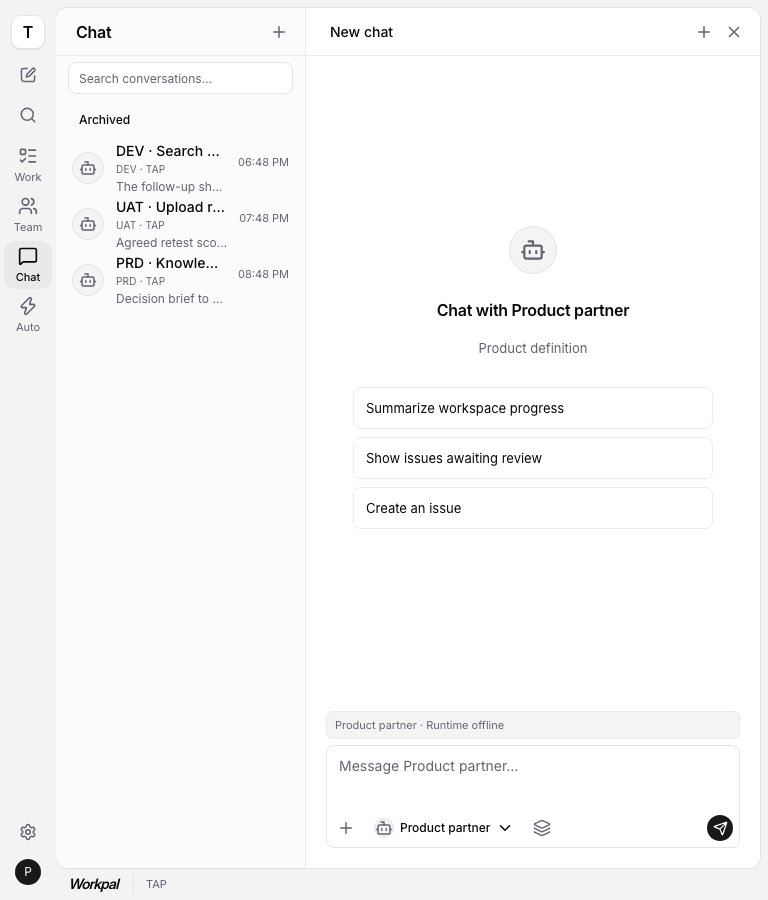 T
Work
Team
Chat
Auto
P
Chat
Search conversations...
Archived
DEV · Search ...
DEV · TAP
The follow-up sh...
06:48 PM
UAT · Upload r...
UAT · TAP
Agreed retest sco...
07:48 PM
PRD · Knowle...
PRD · TAP
Decision brief to ...
08:48 PM
New chat
Chat with Product partner
Product definition
Summarize workspace progress
Show issues awaiting review
Create an issue
Product partner · Runtime offline
Message Product partner...
Product partner
Workpal
TAP